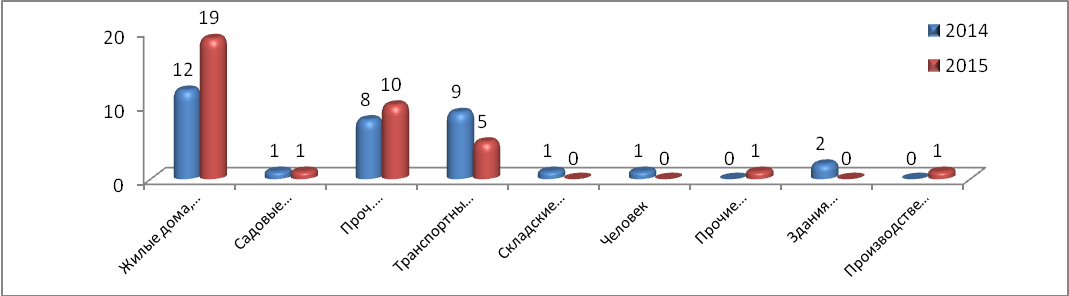 20
10
0
12 19
1 1
8 10
9 5
1 0
1 0
0 1
2 0
0 1
Жилые дома,...
Садовые...
Проч...
Транспортны...
Складские...
Человек
Прочие...
Здания...
Производстве...
2014
2015